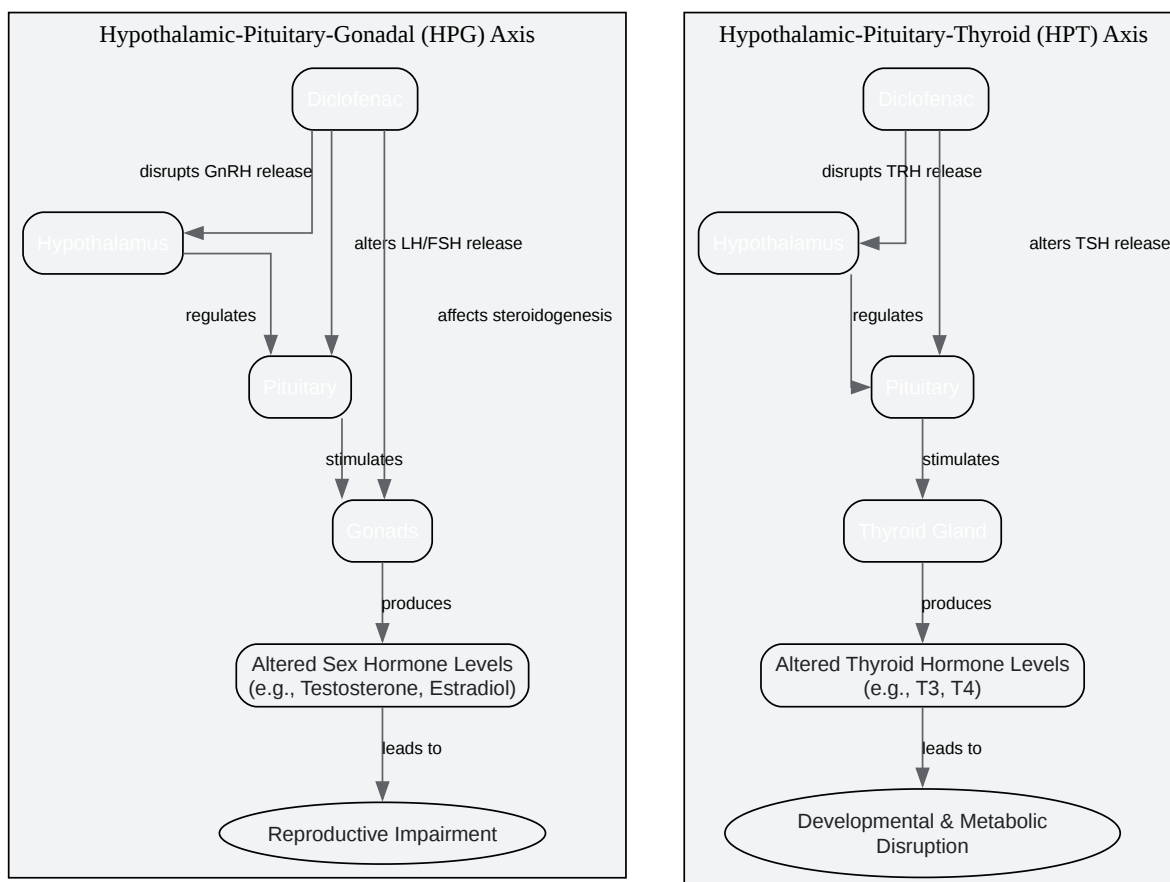 Hypothalamic-Pituitary-Gonadal (HPG) Axis
Diclofenac
disrupts GnRH release
Hypothalamus
alters LH/FSH release
regulates
affects steroidogenesis
Pituitary
stimulates
Gonads
produces
Altered Sex Hormone Levels
(e.g., Testosterone, Estradiol)
leads to
Reproductive Impairment
Hypothalamic-Pituitary-Thyroid (HPT) Axis
Diclofenac
disrupts TRH release
Hypothalamus
alters TSH release
regulates
Pituitary
stimulates
Thyroid Gland
produces
Altered Thyroid Hormone Levels
(e.g., T3, T4)
leads to
Developmental & Metabolic
Disruption